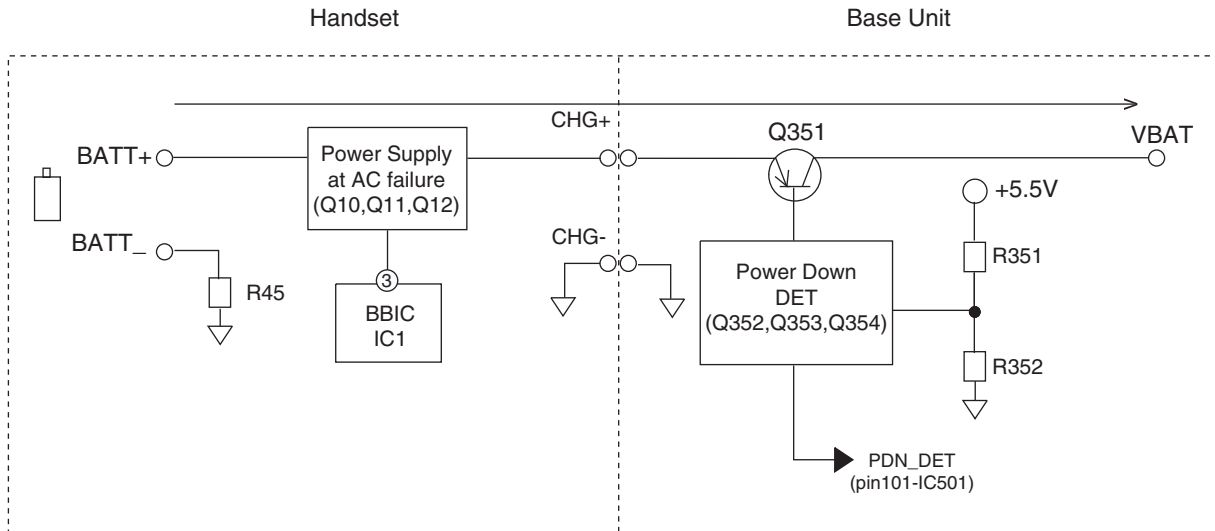 Handset
Base Unit
CHG+
Q351
VBAT
BATT+
Power Supply
at AC failure
(Q10,Q11,Q12)
+5.5V
BATT_
CHG-
R351
Power Down
DET
(Q352,Q353,Q354)
R45
3
BBIC
IC1
R352
PDN_DET
(pin101-IC501)